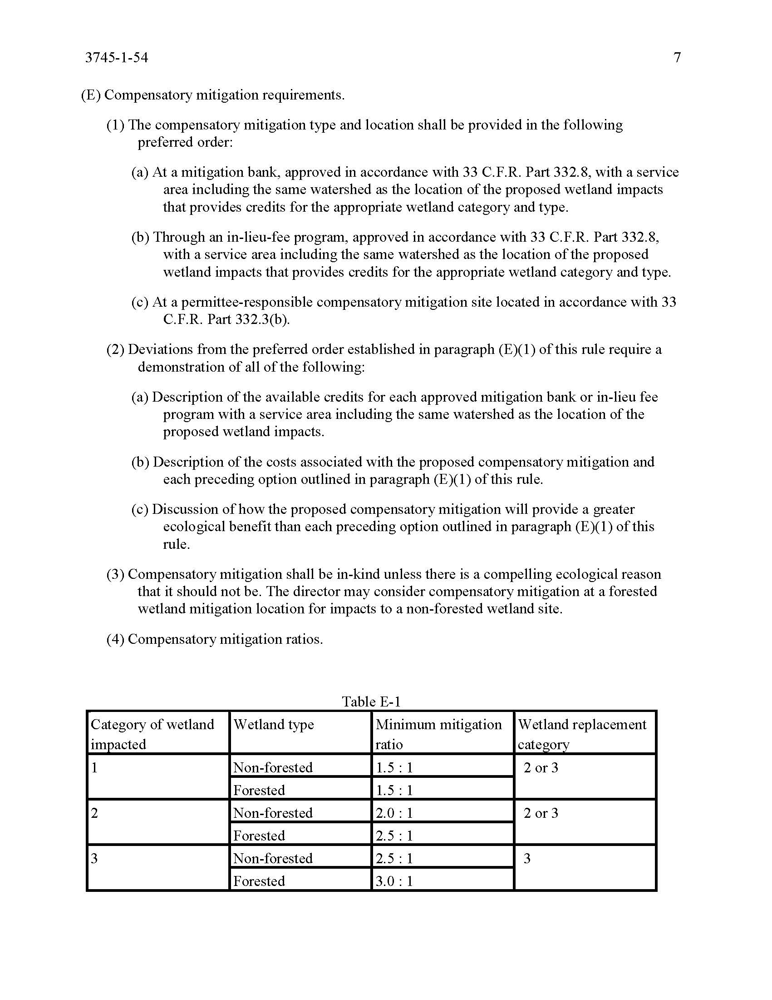 3745-1-54 7
(E) Compensatory mitigation requirements.
(1) The compensatory mitigation type and location shall be provided in the following
preferred order:
(a) At a mitigation bank, approved in accordance with 33 C.F.R. Part 332.8, with a service
area including the same watershed as the location of the proposed wetland impacts
that provides credits for the appropriate wetland category and type.
(b) Through an in-lieu-fee program, approved in accordance with 33 C.F.R. Part 332.8,
with a service area including the same watershed as the location of the proposed
wetland impacts that provides credits for the appropriate wetland category and type.
(c) At a permittee-responsible compensatory mitigation site located in accordance with 33
C.F.R. Part 332.3(b).
(2) Deviations from the preferred order established in paragraph (E)(1) of this rule require a
demonstration of all of the following:
(a) Description of the available credits for each approved mitigation bank or in-lieu fee
program with a service area including the same watershed as the location of the
proposed wetland impacts.
(b) Description of the costs associated with the proposed compensatory mitigation and
each preceding option outlined in paragraph (E)(1) of this rule.
(c) Discussion of how the proposed compensatory mitigation will provide a greater
ecological benefit than each preceding option outlined in paragraph (E)(1) of this
rule.
(3) Compensatory mitigation shall be in-kind unless there is a compelling ecological reason
that it should not be. The director may consider compensatory mitigation at a forested
wetland mitigation location for impacts to a non-forested wetland site.
(4) Compensatory mitigation ratios.
Table E-1
Category of wetland Wetland type Minimum mitigation Wetland replacement
impacted ratio category
1 Non-forested 1.5 : 1 2 or 3
Forested 1.5 : 1
2 Non-forested 2.0 : 1 2 or 3
Forested 2.5 : 1
3 Non-forested 2.5 : 1 3
Forested 3.0 : 1